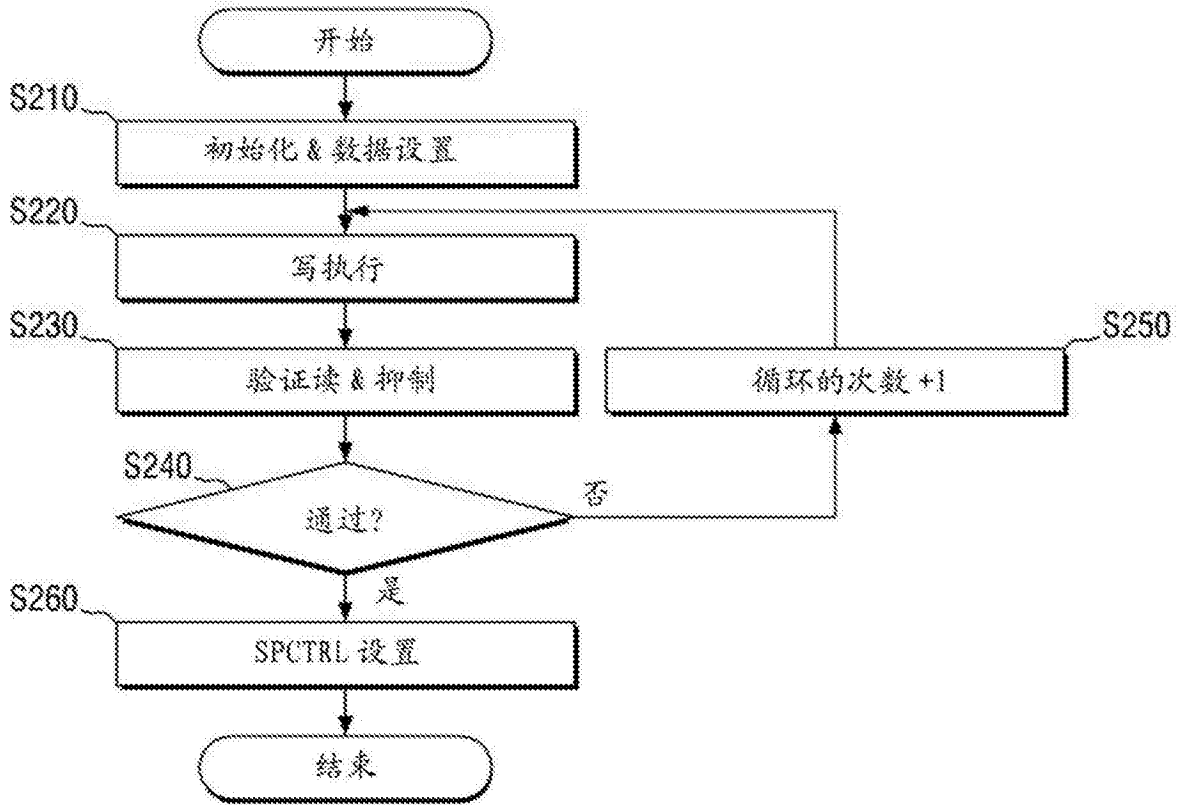 开始
S210
初始化 & 数据设置
S220
写执行
S230
验证读 & 抑制
S250
循环的次数 +1
S240
通过?
否
是
S260
SPCTRL 设置
结束